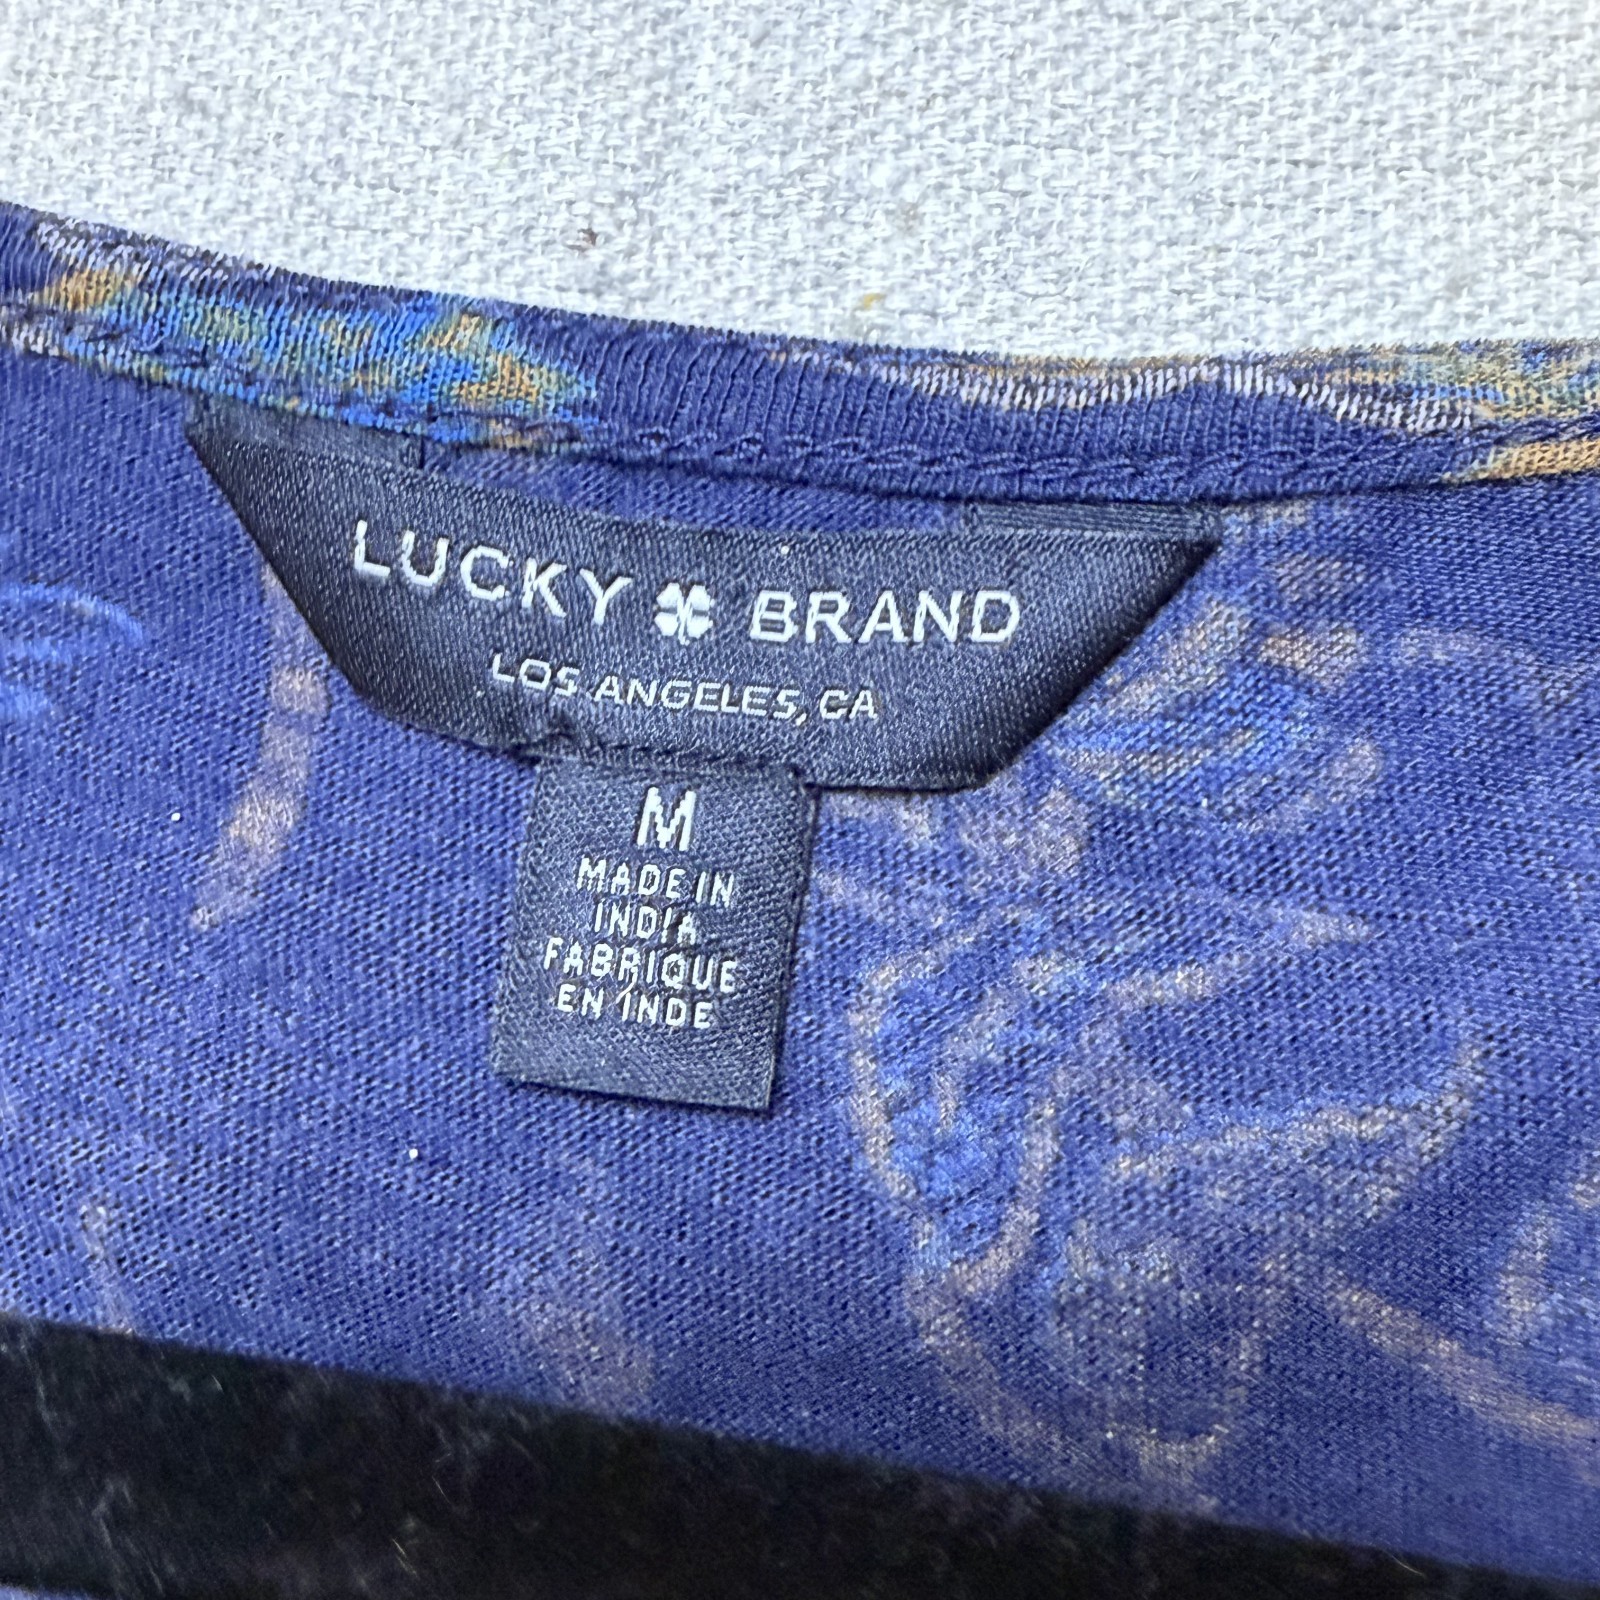 LUCKY BRAND
LOS ANGELES, CA
M
MADE IN
INDIA
FABRIQUE
EN INDE